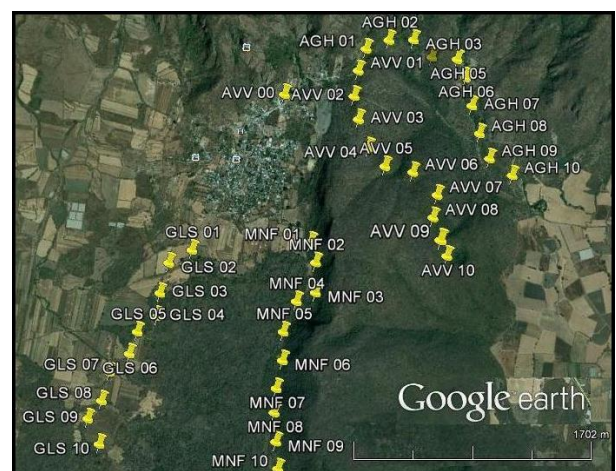 AGH 02
AGH 01
AGH 03
AVV 01
AGH 05
AVV 00
AVV 02
AGH 06
AGH 07
AVV 03
AGH 08
AVV 04
AVV 05
AGH 09
AVV 06
AGH 10
AVV 07
AVV 08
GLS 01
MNF 01
AVV 09
MNF 02
GLS 02
AVV 10
MNF 04
GLS 03
MNF 03
GLS 05
GLS 04
MNF 05
GLS 07
GLS 06
MNF 06
GLS 08
Google earth
MNF 07
GLS 09
MNF 08
1702 m
GLS 10
MNF 09
MNF 10